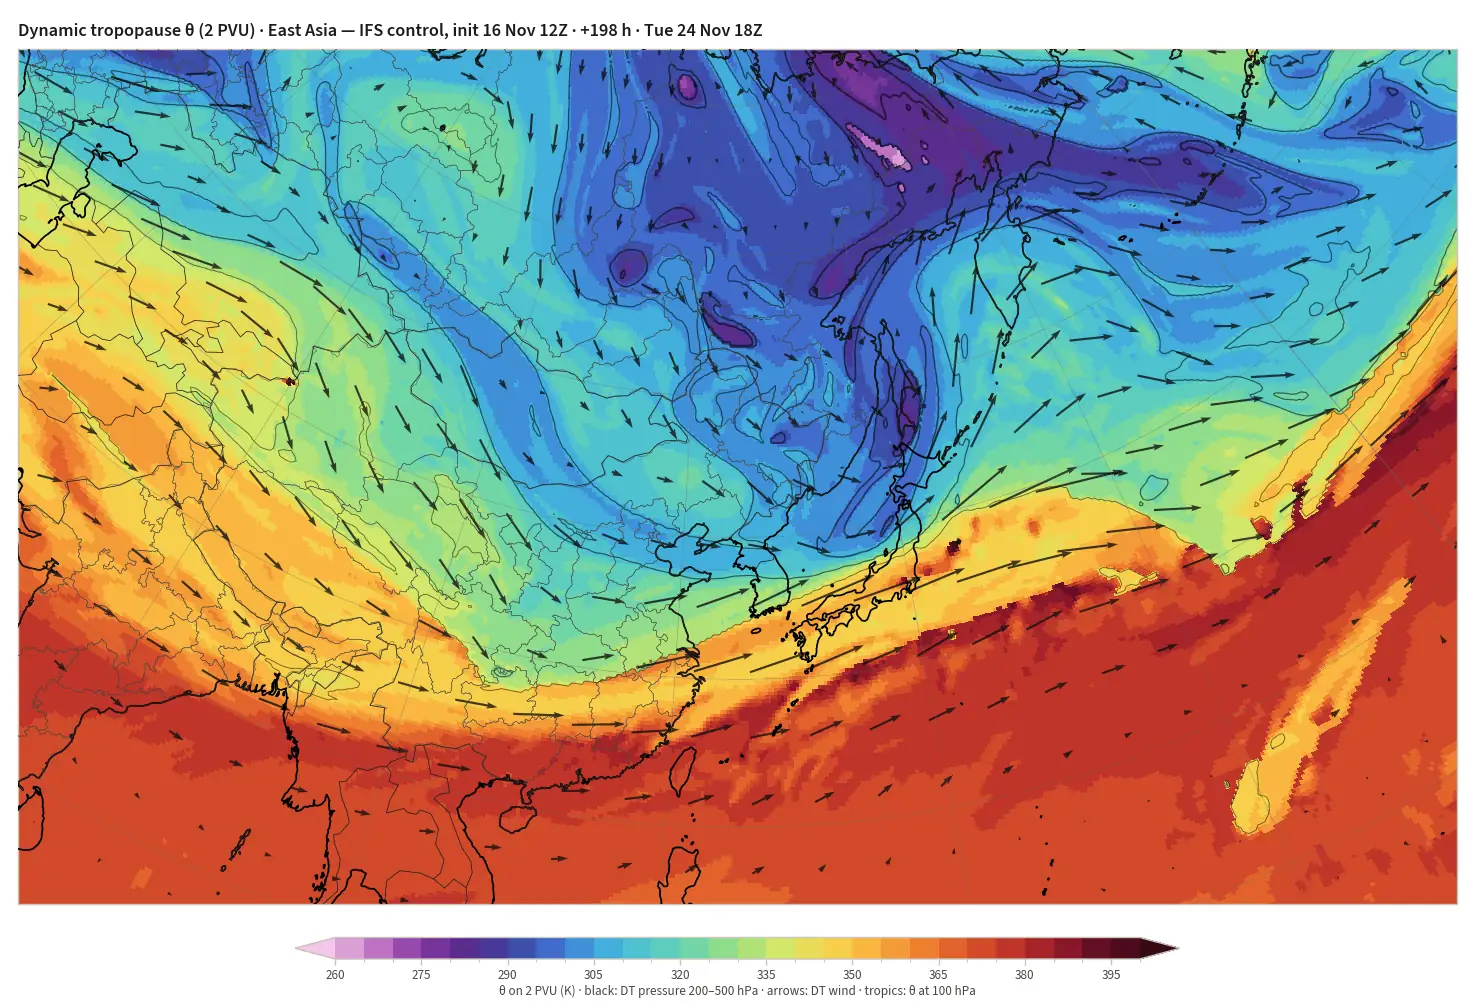 Dynamic tropopause θ (2 PVU) · East Asia — IFS control, init 16 Nov 12Z · +198 h · Tue 24 Nov 18Z
260 275 290 305 320 335 350 365 380 395
θ on 2 PVU (K) · black: DT pressure 200–500 hPa · arrows: DT wind · tropics: θ at 100 hPa